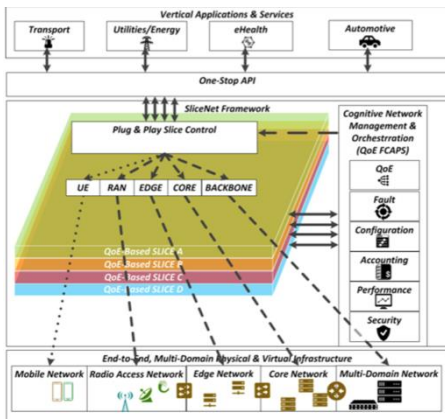 Vertical Applications & Services
Transport
Utilities/Energy
eHealth
Automotive
One-Stop API
SliceNet Framework
Plug & Play Slice Control
Cognitive Network
Management &
Orchestrration
(QoE FCAPS)
QoE
Fault
Configuration
Accounting
Performance
Security
UE
RAN
EDGE
CORE
BACKBONE
QoE-Based SLICE A
QoE-Based SLICE B
QoE-Based SLICE C
QoE-Based SLICE D
End-to-End, Multi-Domain Physical & Virtual Infrastructure
Mobile Network
Radio Access Network
Edge Network
Core Network
Multi-Domain Network